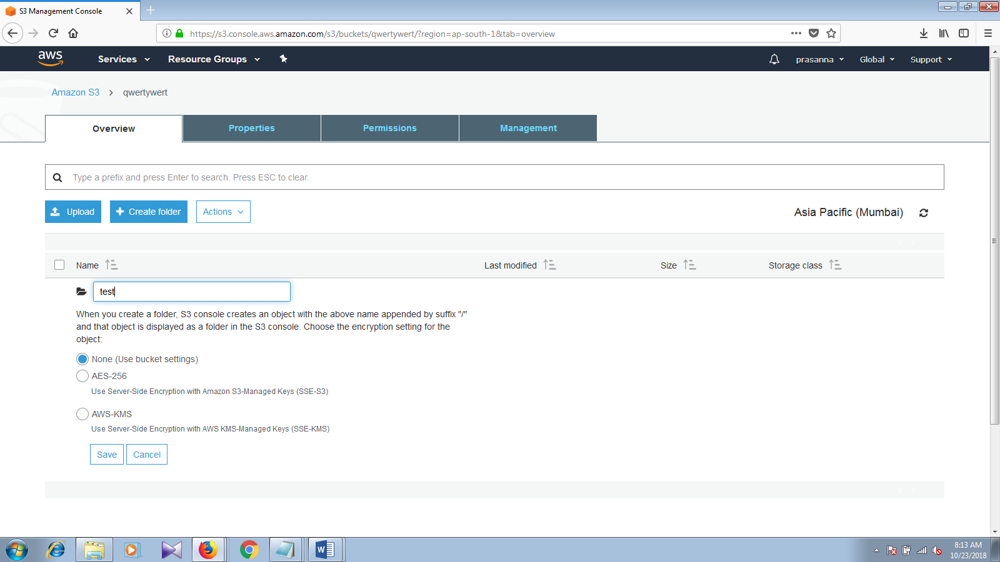 S3 Management Console
https://s3.console.aws.amazon.com/s3/buckets/qwertywert/?region=ap-south-1&tab=overview
aws Services Resource Groups prasanna Global Support
Amazon S3 > qwertywert
Overview Properties Permissions Management
Type a prefix and press Enter to search. Press ESC to clear.
Upload + Create folder Actions Asia Pacific (Mumbai)
Name Last modified Size Storage class
test
When you create a folder, S3 console creates an object with the above name appended by suffix "/"
and that object is displayed as a folder in the S3 console. Choose the encryption setting for the
object:
None (Use bucket settings)
AES-256
Use Server-Side Encryption with Amazon S3-Managed Keys (SSE-S3)
AWS-KMS
Use Server-Side Encryption with AWS KMS-Managed Keys (SSE-KMS)
Save Cancel
8:13 AM
10/23/2018